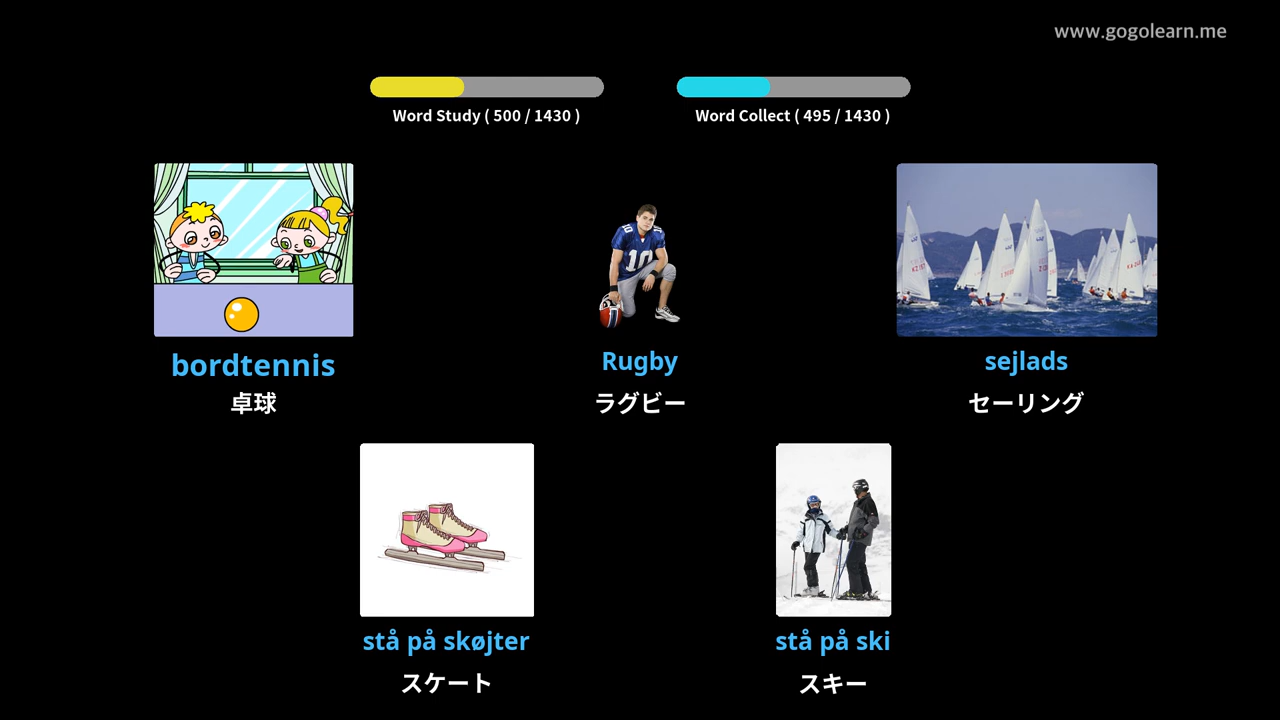 www.gogolearn.me
Word Study ( 500 / 1430 )
Word Collect ( 495 / 1430 )
bordtennis
卓球
Rugby
ラグビー
sejlads
セーリング
stå på skøjter
スケート
stå på ski
スキー